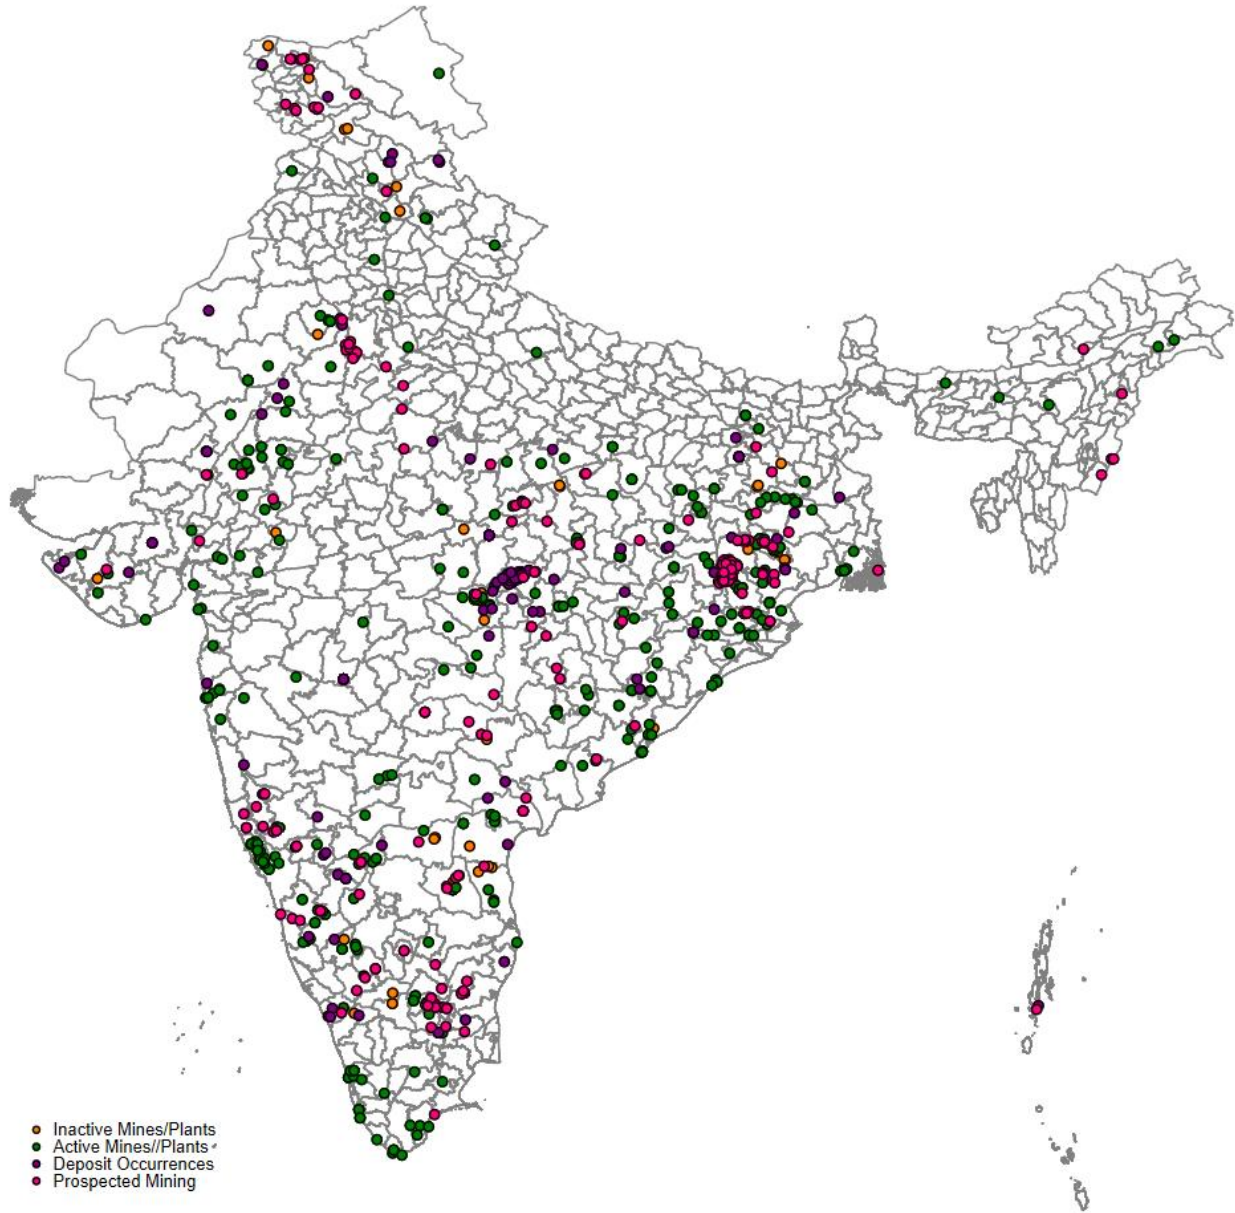 Inactive Mines/Plants
Active Mines//Plants
Deposit Occurrences
Prospected Mining